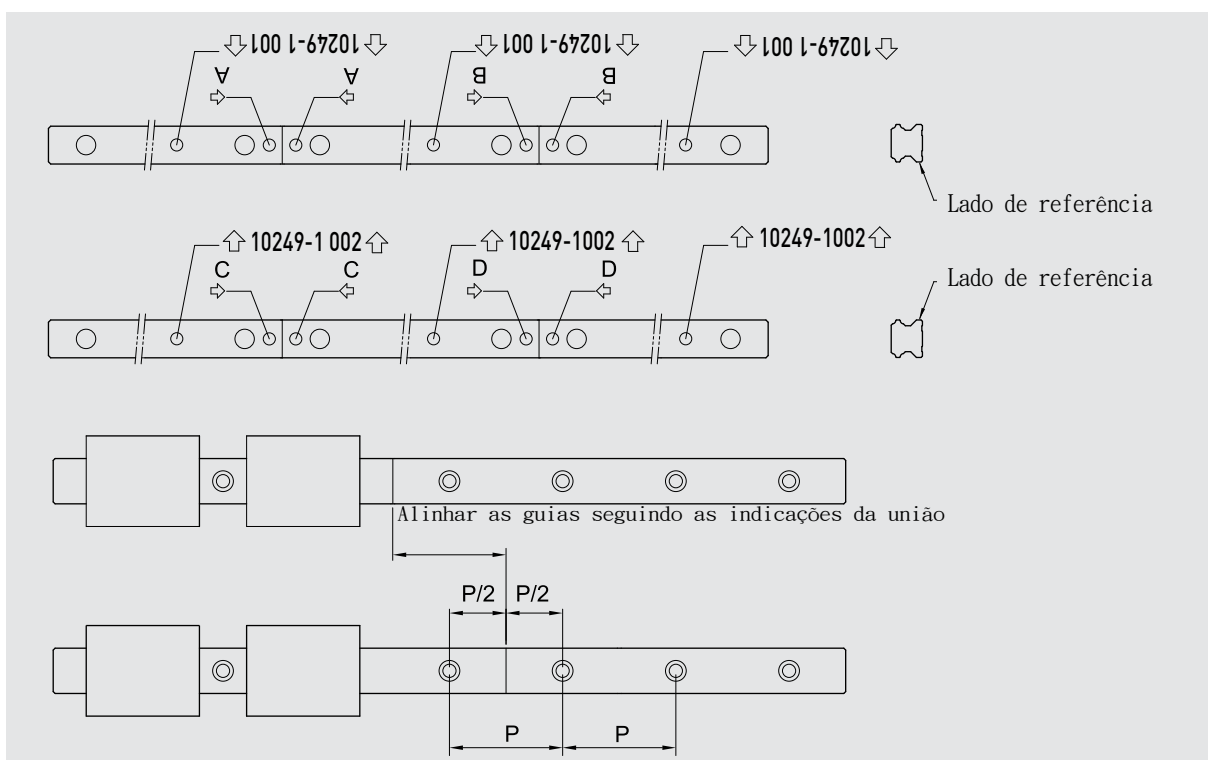 10249-1 001 10249-1 001 10249-1 001
A A B B
Lado de referência
10249-1 002 10249-1002 10249-1002
C C D D
Lado de referência
Alinhar as guias seguindo as indicações da união
P/2 P/2
P P